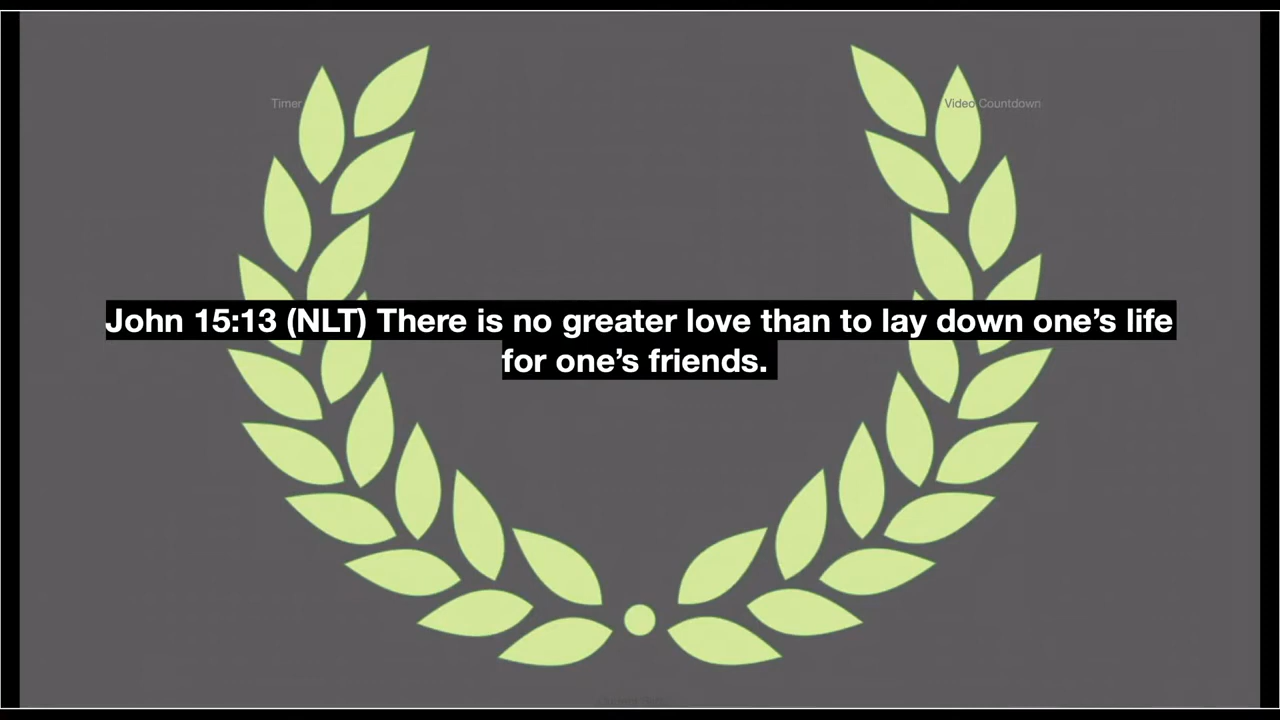 Timer
Video Countdown
John 15:13 (NLT) There is no greater love than to lay down one’s life
for one’s friends.